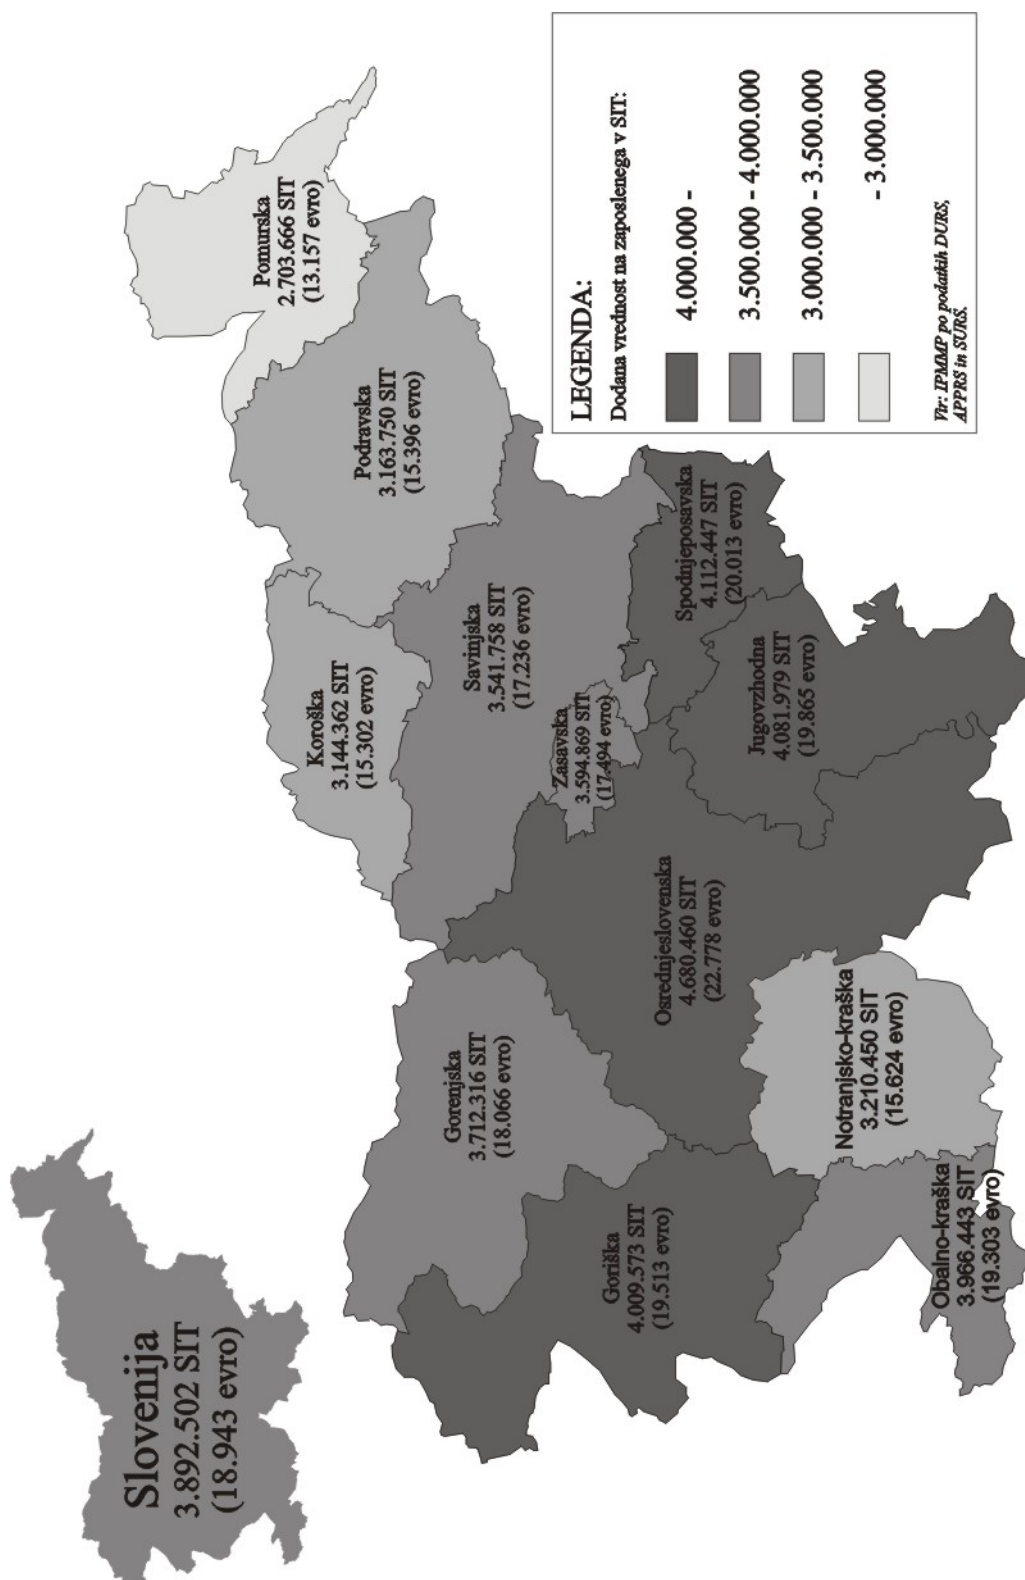 Slovenija
3.892.502 SIT
(18.943 evro)
Pomurska
2.703.666 SIT
(13.157 evro)
Podravska
3.163.750 SIT
(15.396 evro)
Koroška
3.144.362 SIT
(15.302 evro)
Savinjska
3.541.758 SIT
(17.236 evro)
Zasavska
3.594.869 SIT
(17.494 evro)
Spodnjeposavska
4.112.447 SIT
(20.013 evro)
Jugovzhodna
4.081.979 SIT
(19.865 evro)
Osrednjeslovenska
4.680.460 SIT
(22.778 evro)
Gorenjska
3.712.316 SIT
(18.066 evro)
Goriška
4.009.573 SIT
(19.513 evro)
Notranjsko-kraška
3.210.450 SIT
(15.624 evro)
Obalno-kraška
3.966.443 SIT
(19.303 evro)
LEGENDA:
Dodana vrednost na zaposlenega v SIT:
4.000.000 -
3.500.000 - 4.000.000
3.000.000 - 3.500.000
- 3.000.000
Vir: IPMMP po podatkih DURS,
APPRS in SURS.